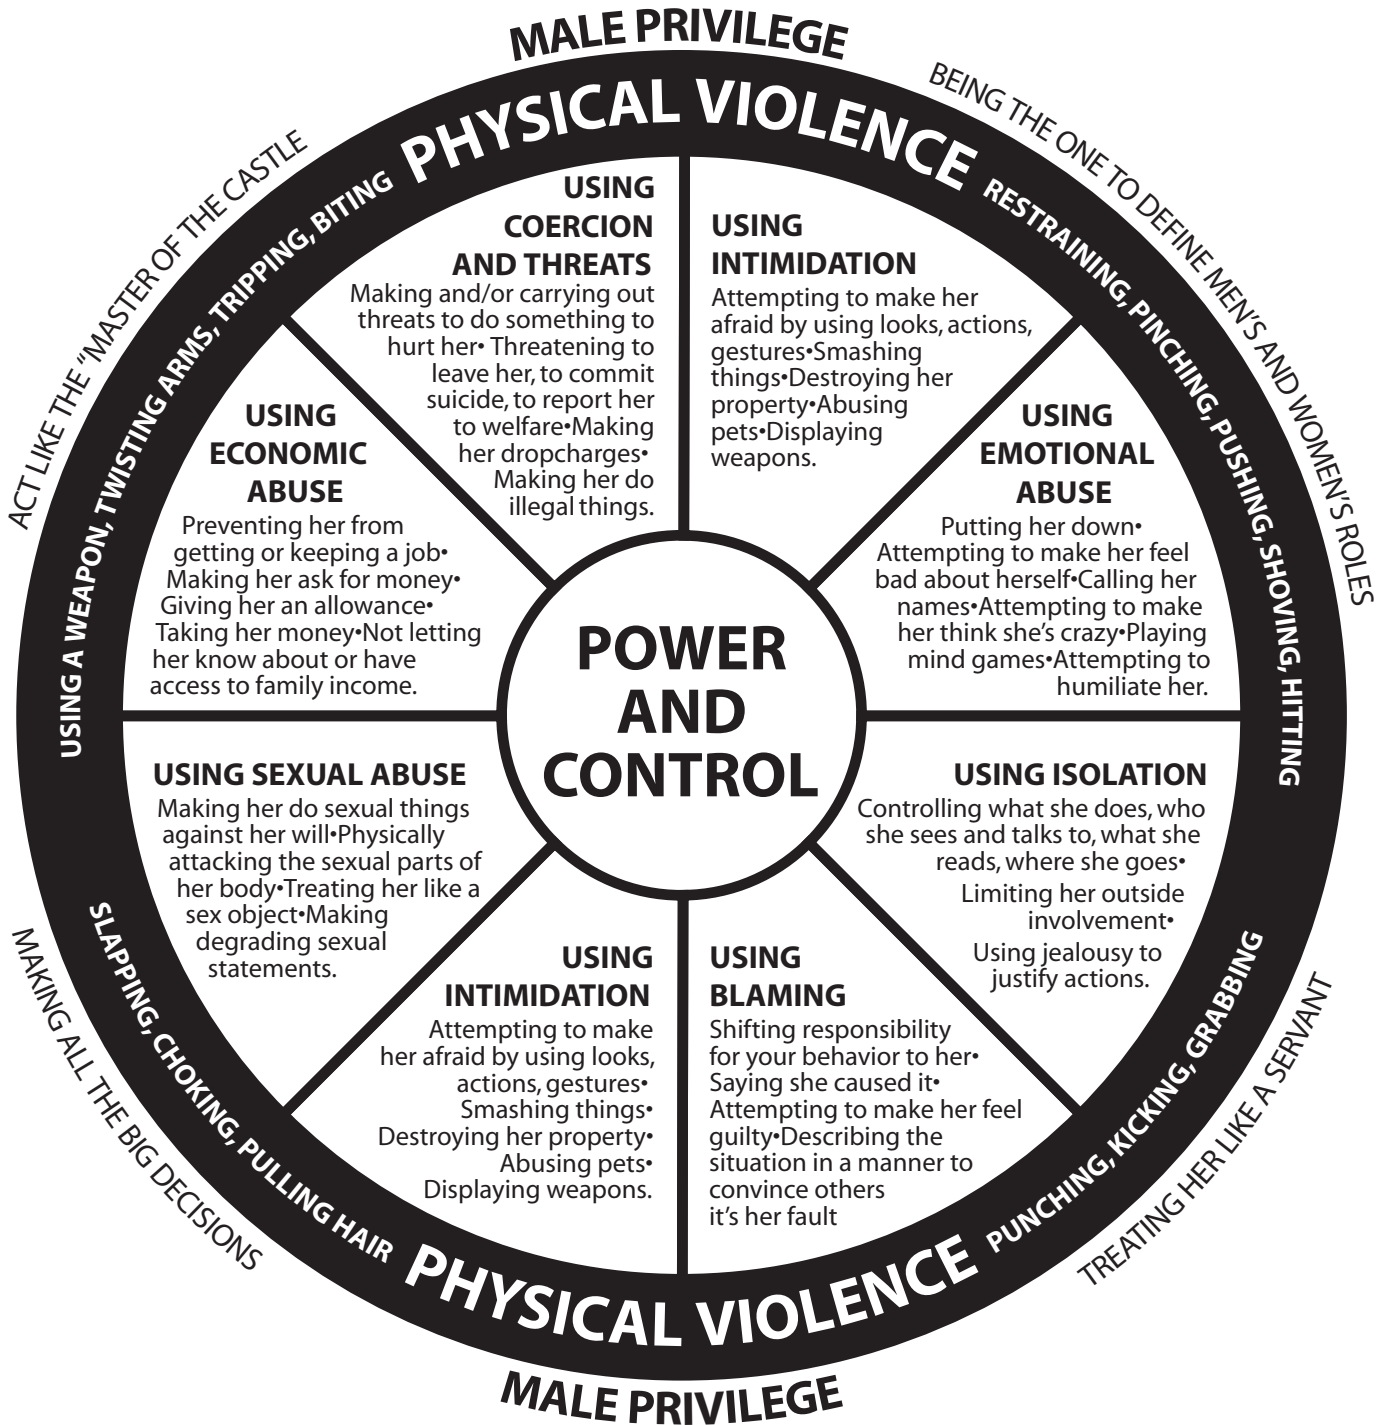 MALE PRIVILEGE
BEING THE ONE TO DEFINE MEN'S AND WOMEN'S ROLES
ACT LIKE THE “MASTER OF THE CASTLE
PHYSICAL VIOLENCE
USING A WEAPON, TWISTING ARMS, TRIPPING, BITING
RESTRAINING, PINCHING, PUSHING, SHOVING, HITTING
USING
COERCION
AND THREATS
Making and/or carrying out
threats to do something to
hurt her• Threatening to
leave her, to commit
suicide, to report her
to welfare•Making
her dropcharges•
Making her do
illegal things.
USING
INTIMIDATION
Attempting to make her
afraid by using looks, actions,
gestures•Smashing
things•Destroying her
property•Abusing
pets•Displaying
weapons.
USING
ECONOMIC
ABUSE
Preventing her from
getting or keeping a job•
Making her ask for money•
Giving her an allowance•
Taking her money•Not letting
her know about or have
access to family income.
USING
EMOTIONAL
ABUSE
Putting her down•
Attempting to make her feel
bad about herself•Calling her
names•Attempting to make
her think she's crazy•Playing
mind games•Attempting to
humiliate her.
POWER
AND
CONTROL
USING SEXUAL ABUSE
Making her do sexual things
against her will•Physically
attacking the sexual parts of
her body•Treating her like a
sex object•Making
degrading sexual
statements.
USING ISOLATION
Controlling what she does, who
she sees and talks to, what she
reads, where she goes•
Limiting her outside
involvement•
Using jealousy to
justify actions.
USING
INTIMIDATION
Attempting to make
her afraid by using looks,
actions, gestures•
Smashing things•
Destroying her property•
Abusing pets•
Displaying weapons.
USING
BLAMING
Shifting responsibility
for your behavior to her•
Saying she caused it•
Attempting to make her feel
guilty•Describing the
situation in a manner to
convince others
it's her fault
SLAPPING, CHOKING, PULLING HAIR
PUNCHING, KICKING, GRABBING
PHYSICAL VIOLENCE
MAKING ALL THE BIG DECISIONS
TREATING HER LIKE A SERVANT
MALE PRIVILEGE